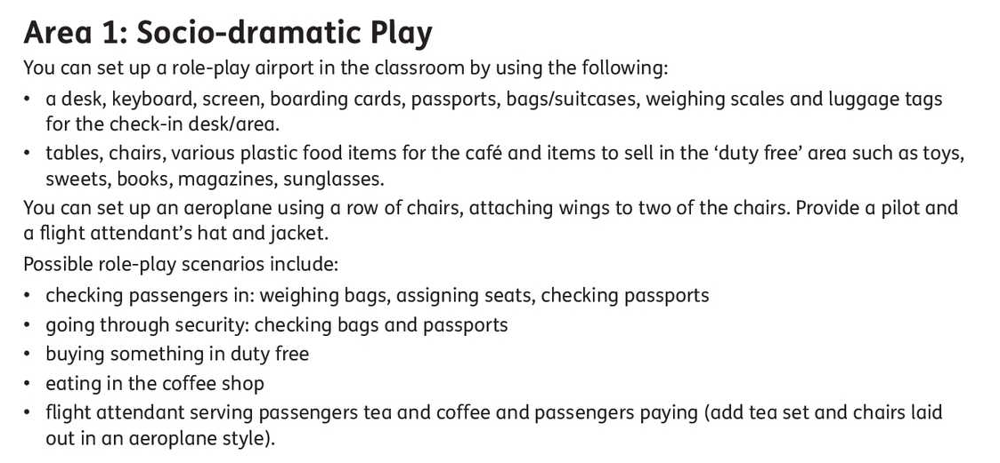 Area 1: Socio-dramatic Play
You can set up a role-play airport in the classroom by using the following:
• a desk, keyboard, screen, boarding cards, passports, bags/suitcases, weighing scales and luggage tags
for the check-in desk/area.
• tables, chairs, various plastic food items for the café and items to sell in the ‘duty free’ area such as toys,
sweets, books, magazines, sunglasses.
You can set up an aeroplane using a row of chairs, attaching wings to two of the chairs. Provide a pilot and
a flight attendant’s hat and jacket.
Possible role-play scenarios include:
• checking passengers in: weighing bags, assigning seats, checking passports
• going through security: checking bags and passports
• buying something in duty free
• eating in the coffee shop
• flight attendant serving passengers tea and coffee and passengers paying (add tea set and chairs laid
out in an aeroplane style).